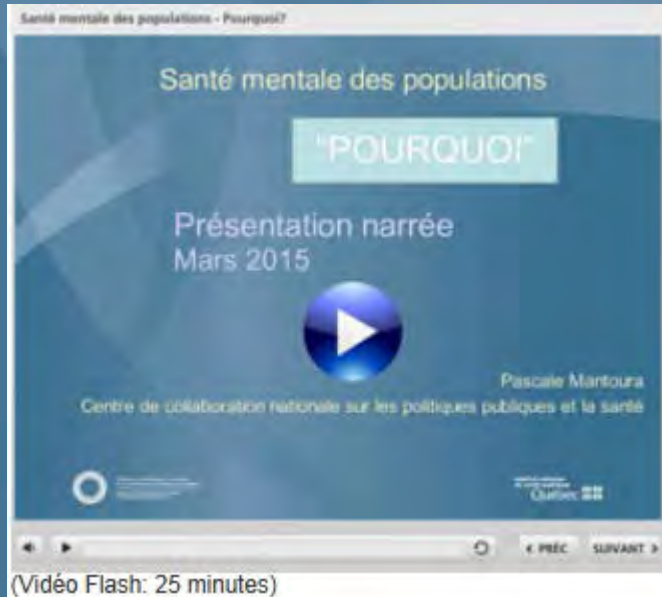 Santé mentale des populations - Pourquoi?
Santé mentale des populations
"POURQUOI"
Présentation narrée
Mars 2015
Pascale Mantoura
Centre de collaboration nationale sur les politiques publiques et la santé
Québec
< PRÉC SUIVANT >
(Vidéo Flash: 25 minutes)